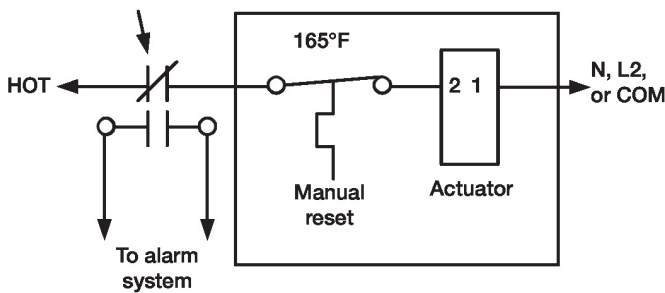 165°F
HOT
2 1
N, L2,
or COM
Manual
reset
Actuator
To alarm
system